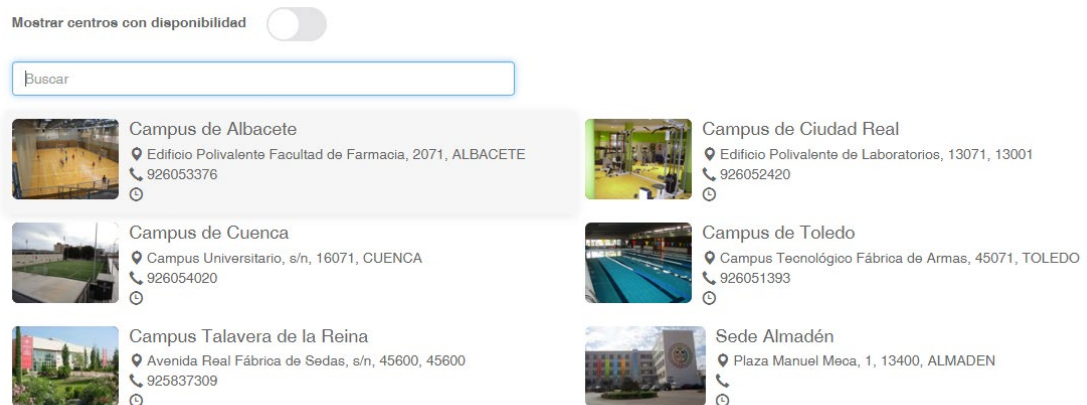 Mostrar centros con disponibilidad
Buscar
Campus de Albacete
Edificio Polivalente Facultad de Farmacia, 2071, ALBACETE
926053376
Campus de Ciudad Real
Edificio Polivalente de Laboratorios, 13071, 13001
926052420
Campus de Cuenca
Campus Universitario, s/n, 16071, CUENCA
926054020
Campus de Toledo
Campus Tecnológico Fábrica de Armas, 45071, TOLEDO
926051393
Campus Talavera de la Reina
Avenida Real Fábrica de Sedas, s/n, 45600, 45600
925837309
Sede Almadén
Plaza Manuel Meca, 1, 13400, ALMADEN